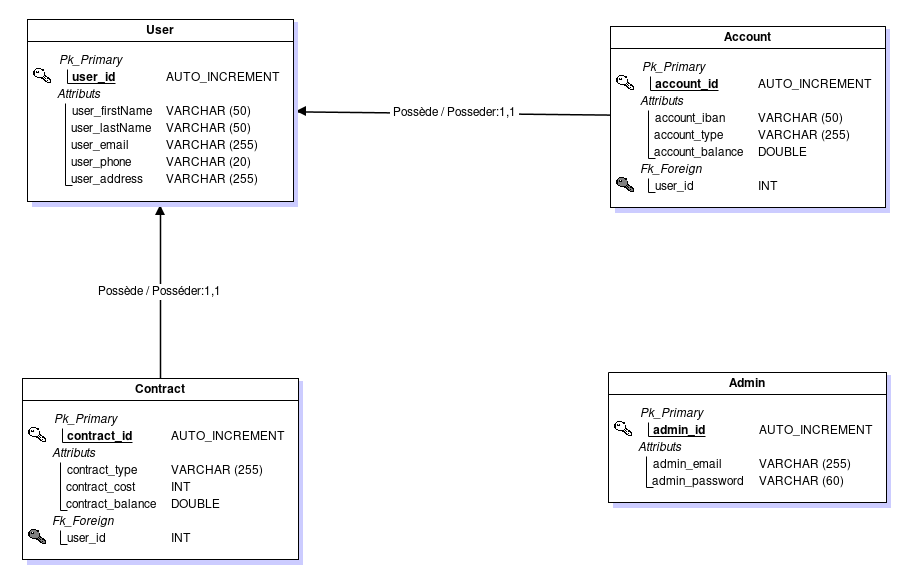 User
Pk_Primary
user_id AUTO_INCREMENT
Attributs
user_firstName VARCHAR (50)
user_lastName VARCHAR (50)
user_email VARCHAR (255)
user_phone VARCHAR (20)
user_address VARCHAR (255)
Possède / Posseder:1,1
Account
Pk_Primary
account_id AUTO_INCREMENT
Attributs
account_iban VARCHAR (50)
account_type VARCHAR (255)
account_balance DOUBLE
Fk_Foreign
user_id INT
Possède / Posséder:1,1
Contract
Pk_Primary
contract_id AUTO_INCREMENT
Attributs
contract_type VARCHAR (255)
contract_cost INT
contract_balance DOUBLE
Fk_Foreign
user_id INT
Admin
Pk_Primary
admin_id AUTO_INCREMENT
Attributs
admin_email VARCHAR (255)
admin_password VARCHAR (60)